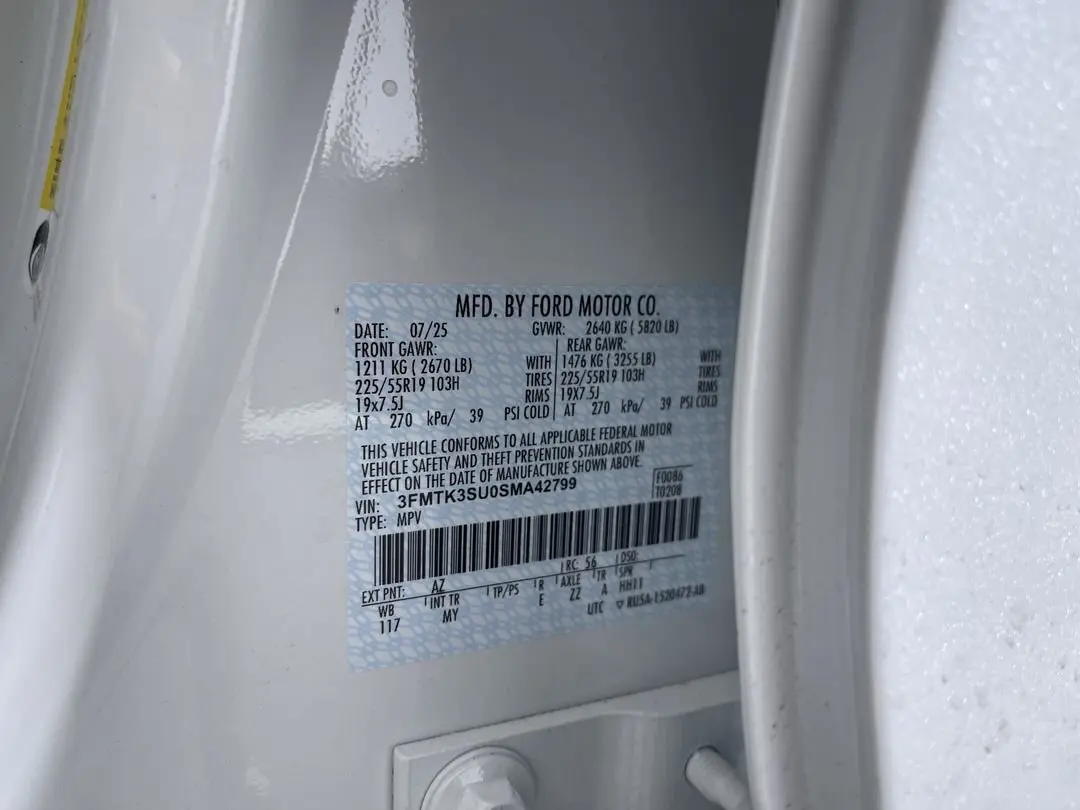 MFD. BY FORD MOTOR CO.
DATE: 07/25 GVWR: 2640 KG ( 5820 LB)
FRONT GAWR: REAR GAWR:
1211 KG ( 2670 LB) WITH 1476 KG ( 3255 LB) WITH
225/55R19 103H TIRES 225/55R19 103H TIRES
19x7.5J RIMS 19X7.5J RIMS
AT 270 kPa/ 39 PSI COLD AT 270 kPa/ 39 PSI COLD
THIS VEHICLE CONFORMS TO ALL APPLICABLE FEDERAL MOTOR
VEHICLE SAFETY AND THEFT PREVENTION STANDARDS IN
EFFECT ON THE DATE OF MANUFACTURE SHOWN ABOVE.
VIN: 3FMTK3SU0SMA42799 F0086
TYPE: MPV T0208
EXT PNT: AZ RC: 56 DSO:
WB INT TR TP/PS R AXLE TR SPR
117 MY E ZZ A HH11
UTC ▽ RU5A-1520472-AB